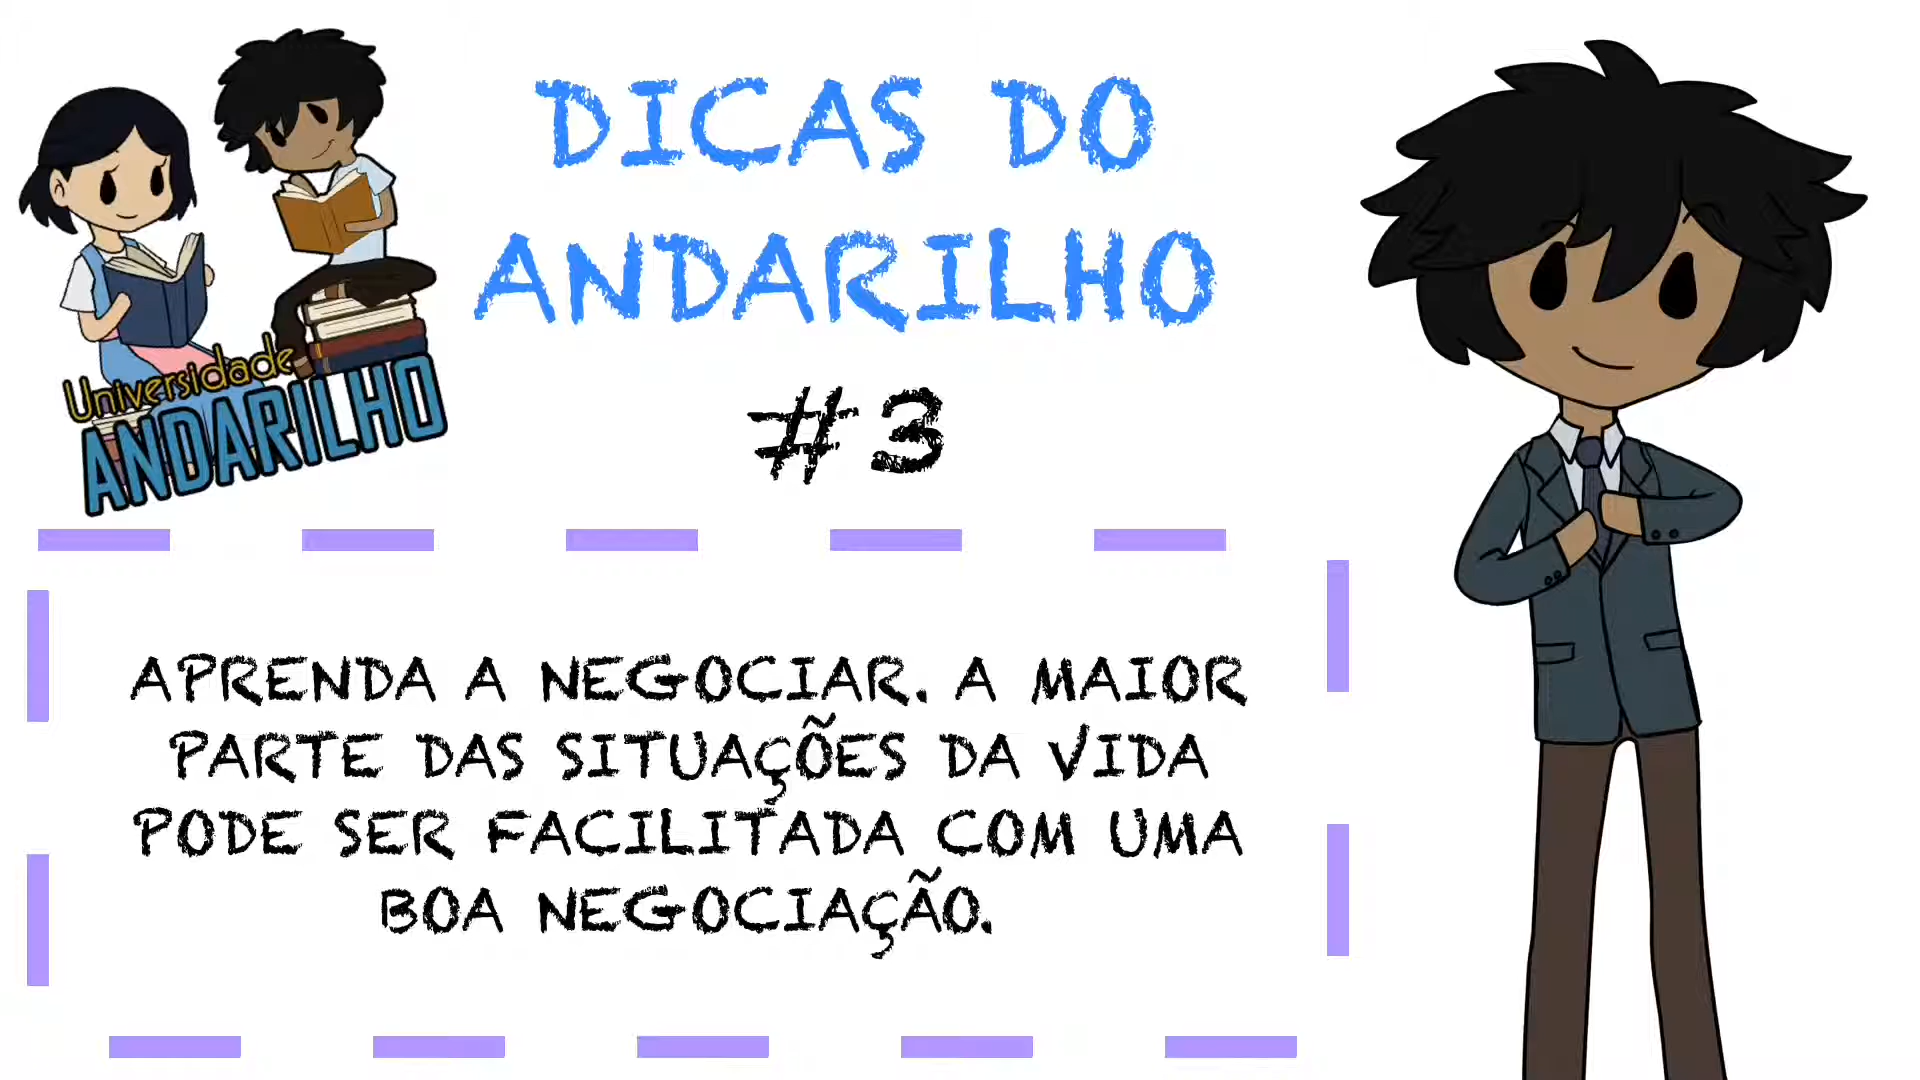 Universidade
ANDARILHO
DICAS DO
ANDARILHO
#3
APRENDA A NEGOCIAR. A MAIOR
PARTE DAS SITUAÇÕES DA VIDA
PODE SER FACILITADA COM UMA
BOA NEGOCIAÇÃO.